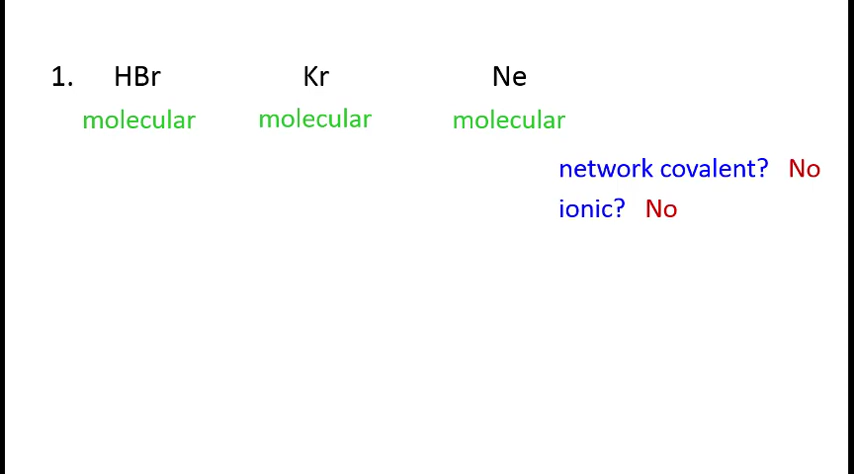 1. HBr Kr Ne
molecular molecular molecular
network covalent? No
ionic? No